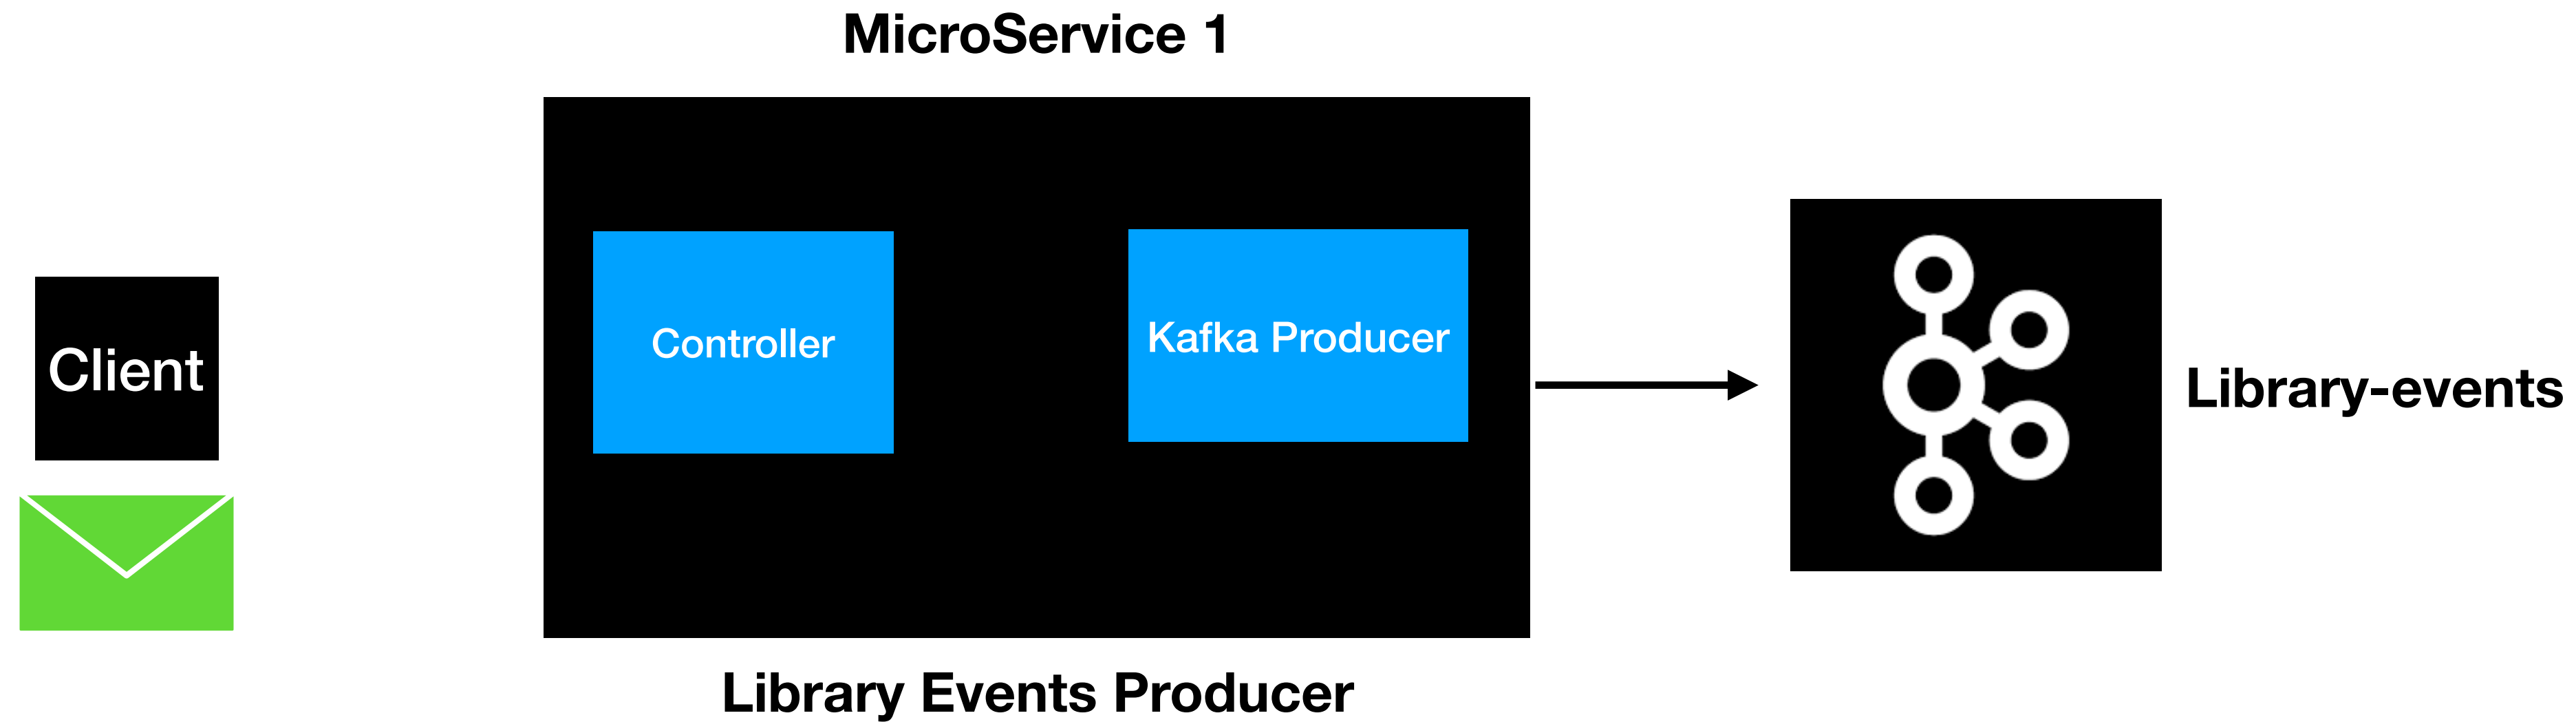 MicroService 1
Client
Controller
Kafka Producer
Library-events
Library Events Producer